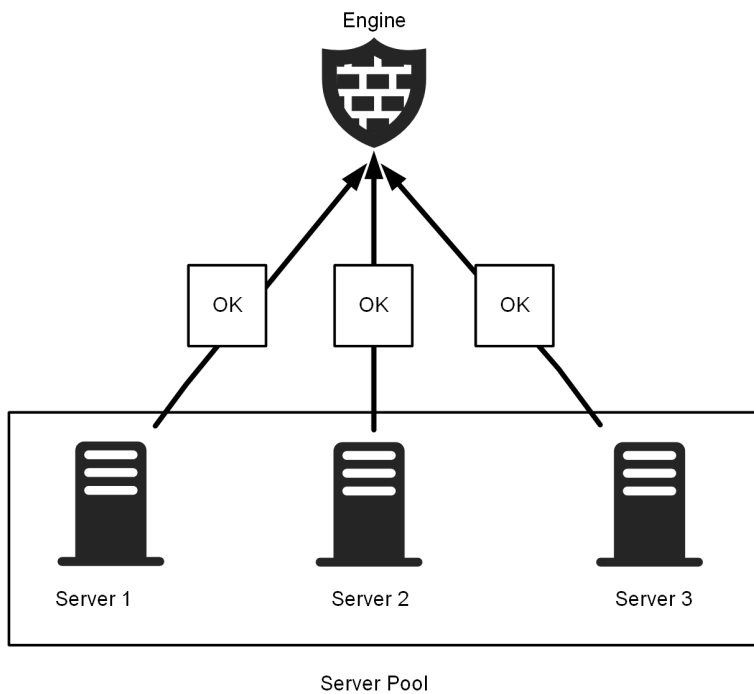 Engine
OK
OK
OK
Server 1
Server 2
Server 3
Server Pool